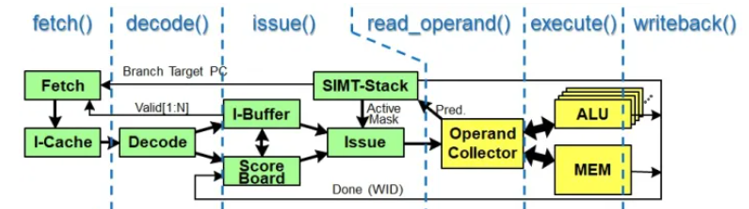 fetch() decode() issue() read_operand() execute() writeback()
Branch Target PC
Fetch
SIMT-Stack
Valid[1:N]
I-Buffer
Active
Mask
Pred.
ALU
I-Cache
Decode
Issue
Operand
Collector
Score
Board
MEM
Done (WID)